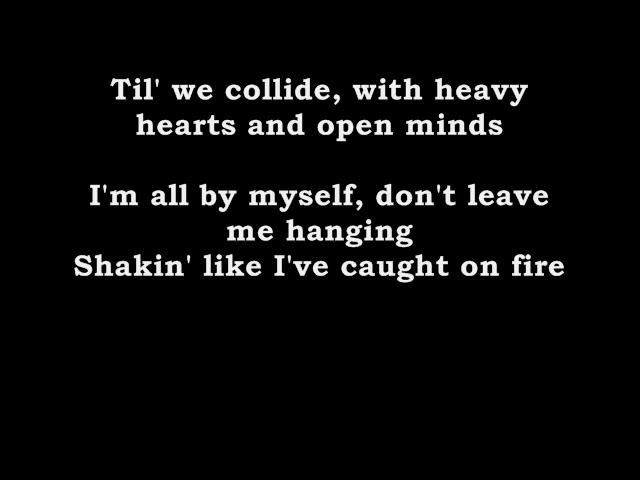 Til' we collide, with heavy
hearts and open minds
I'm all by myself, don't leave
me hanging
Shakin' like I've caught on fire